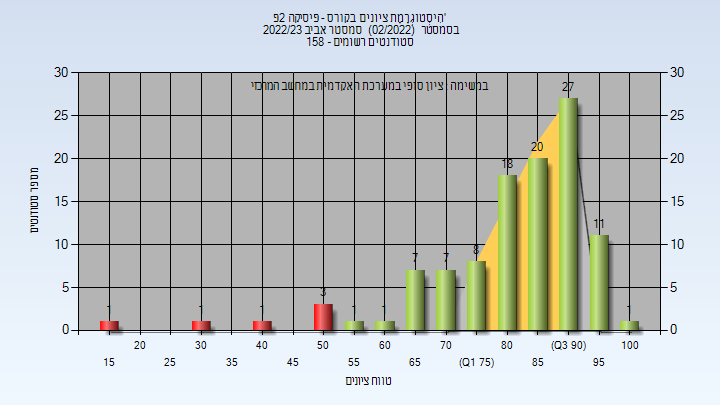 'היסטוגרמת ציונים בקורס - פיסיקה 2פ
בסמסטר (02/2022) סמסטר אביב 2022/23
סטודנטים רשומים - 158
במשימה : ציון סופי במערכת האקדמית במחשב המרכזי
30 30
25 25
20 20
15 15
10 10
5 5
0 0
1 1 1 3 1 1 7 7 8 18 20 27 11 1
מספר סטודנטים
20 30 40 50 60 70 80 (Q3 90) 100
15 25 35 45 55 65 (Q1 75) 85 95
טווח ציונים